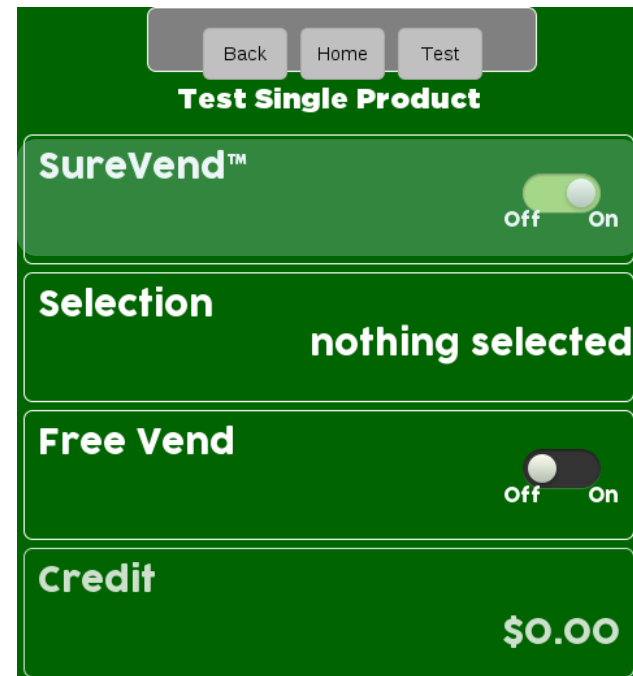 Back Home Test
Test Single Product
SureVend™
Off On
Selection
nothing selected
Free Vend
Off On
Credit
$0.00